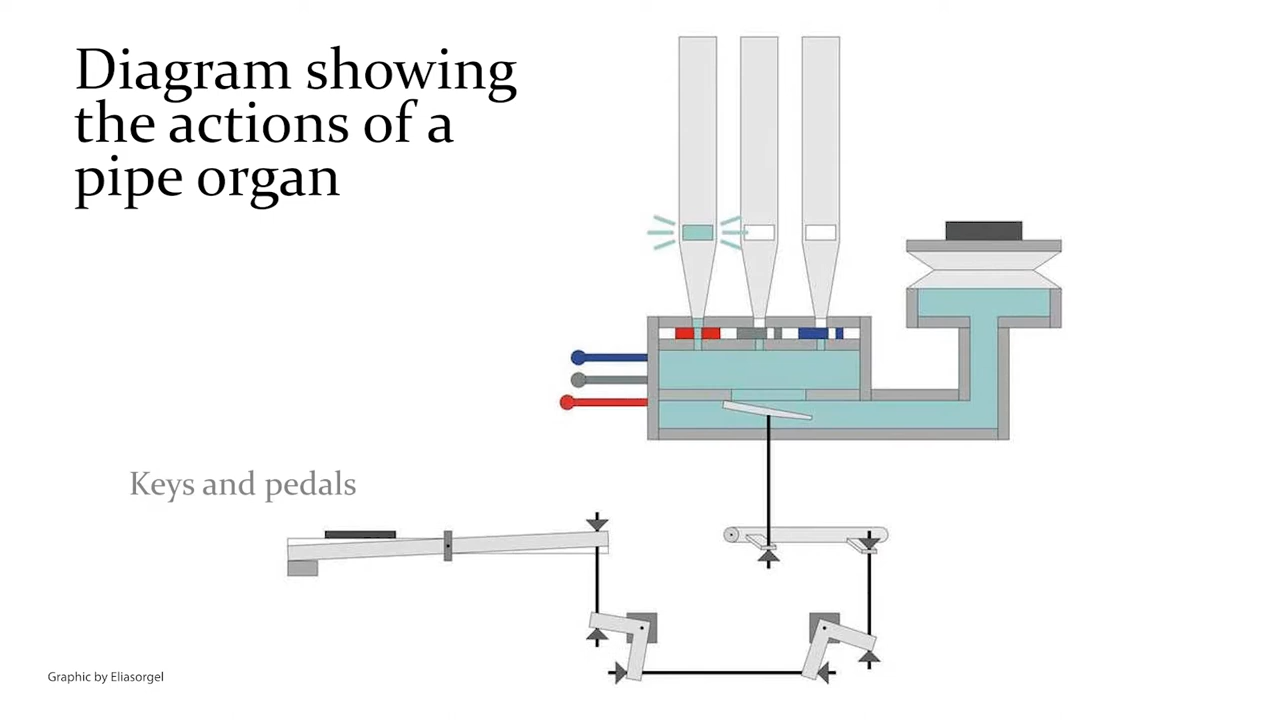 Diagram showing
the actions of a
pipe organ
Keys and pedals
Graphic by Eliasorgel